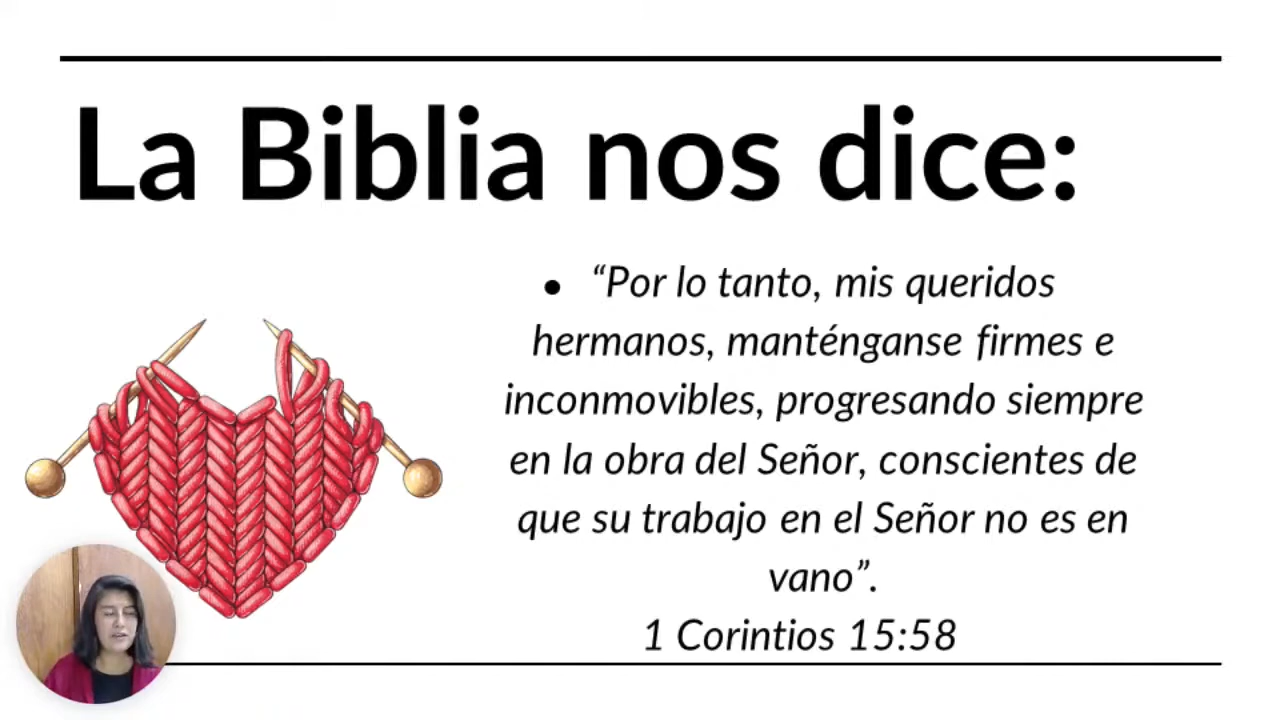 La Biblia nos dice:
• “Por lo tanto, mis queridos
hermanos, manténganse firmes e
inconmovibles, progresando siempre
en la obra del Señor, conscientes de
que su trabajo en el Señor no es en
vano”.
1 Corintios 15:58